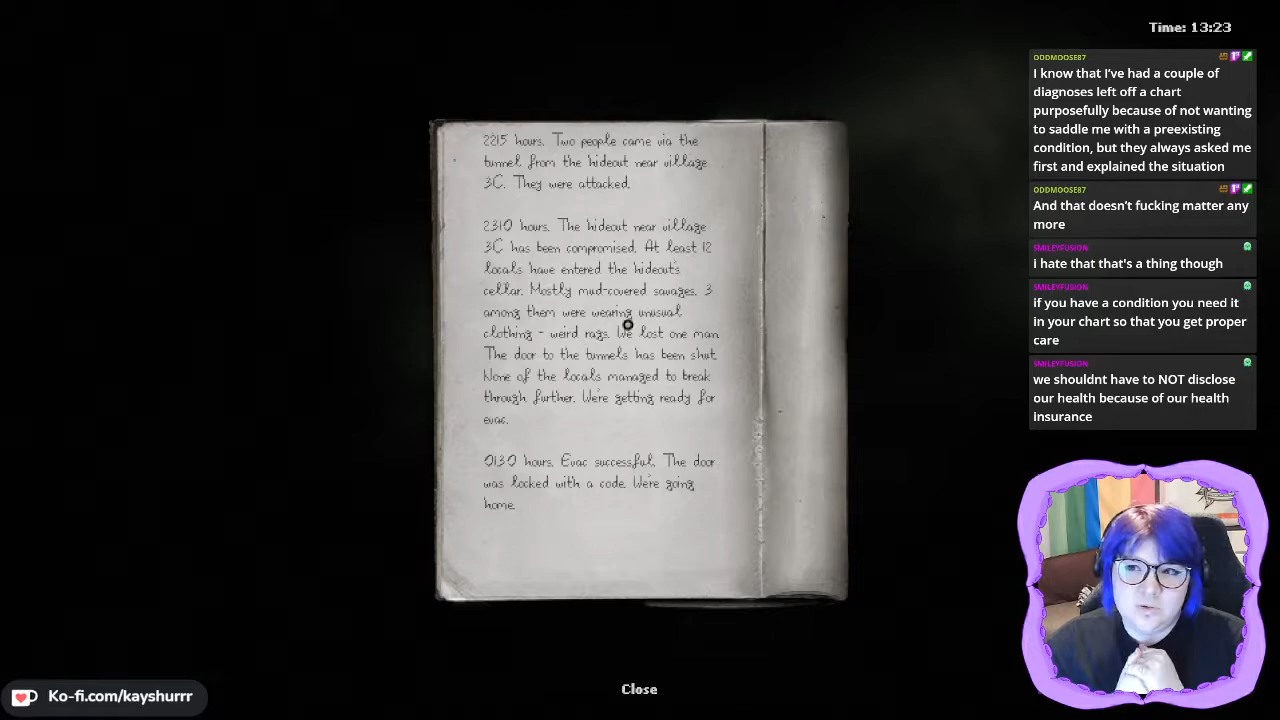 Time: 13:23
2215 hours. Two people came via the
tunnel from the hideout near village
3C. They were attacked.
2310 hours. The hideout near village
3C has been compromised. At least 12
locals have entered the hideout's
cellar. Mostly mud-covered savages. 3
among them were wearing unusual
clothing - weird rags. We lost one man.
The door to the tunnels has been shut.
None of the locals managed to break
through further. We're getting ready for
evac.
0130 hours. Evac successful. The door
was locked with a code. We're going
home.
Close
ODDMOOSE87
I know that I've had a couple of
diagnoses left off a chart
purposefully because of not wanting
to saddle me with a preexisting
condition, but they always asked me
first and explained the situation
ODDMOOSE87
And that doesn't fucking matter any
more
SMILEYFUSION
i hate that that's a thing though
SMILEYFUSION
if you have a condition you need it
in your chart so that you get proper
care
SMILEYFUSION
we shouldnt have to NOT disclose
our health because of our health
insurance
Ko-fi.com/kayshurrr